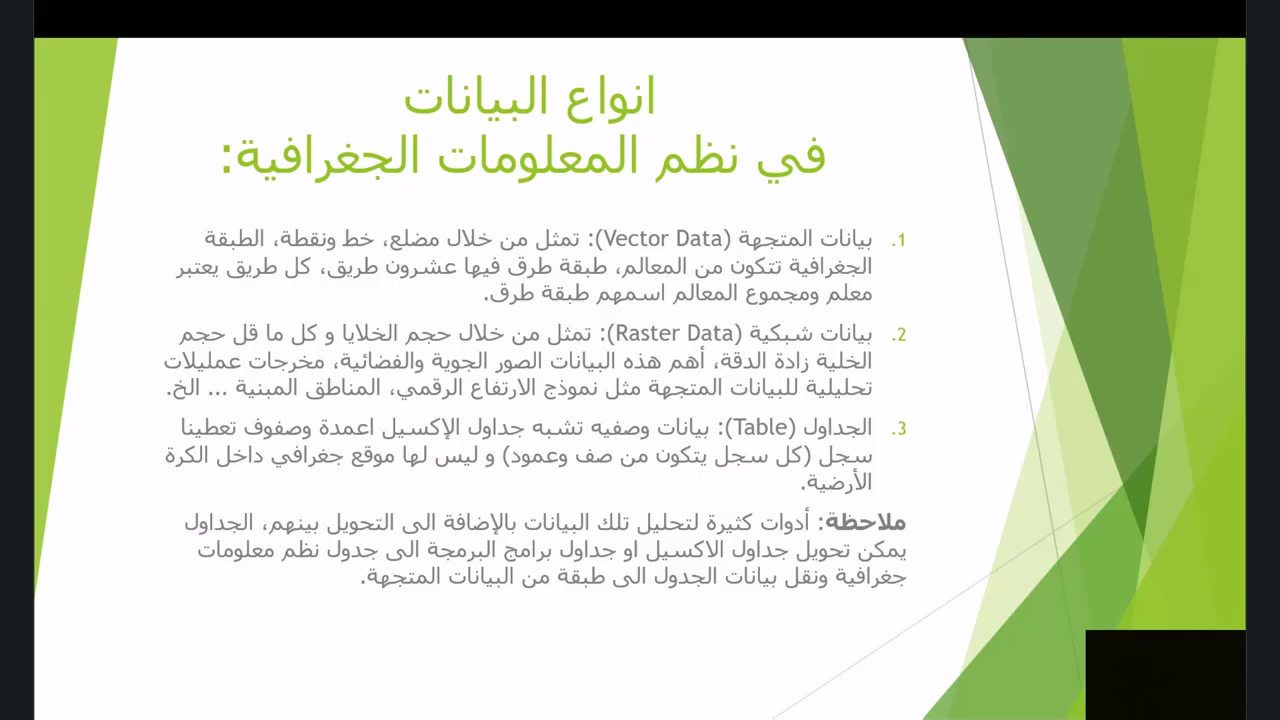 انواع البيانات
في نظم المعلومات الجغرافية:
1. بيانات المتجهة (Vector Data): تمثل من خلال مضلع، خط ونقطة، الطبقة
الجغرافية تتكون من المعالم، طبقة طرق فيها عشرون طريق، كل طريق يعتبر
معلم ومجموع المعالم اسمهم طبقة طرق.
2. بيانات شبكية (Raster Data): تمثل من خلال حجم الخلايا و كل ما قل حجم
الخلية زادة الدقة، أهم هذه البيانات الصور الجوية والفضائية، مخرجات عمليلات
تحليلية للبيانات المتجهة مثل نموذج الارتفاع الرقمي، المناطق المبنية ... الخ.
3. الجداول (Table): بيانات وصفيه تشبه جداول الإكسيل اعمدة وصفوف تعطينا
سجل (كل سجل يتكون من صف وعمود) و ليس لها موقع جغرافي داخل الكرة
الأرضية.
ملاحظة: أدوات كثيرة لتحليل تلك البيانات بالإضافة الى التحويل بينهم، الجداول
يمكن تحويل جداول الاكسيل او جداول برامج البرمجة الى جدول نظم معلومات
جغرافية ونقل بيانات الجدول الى طبقة من البيانات المتجهة.